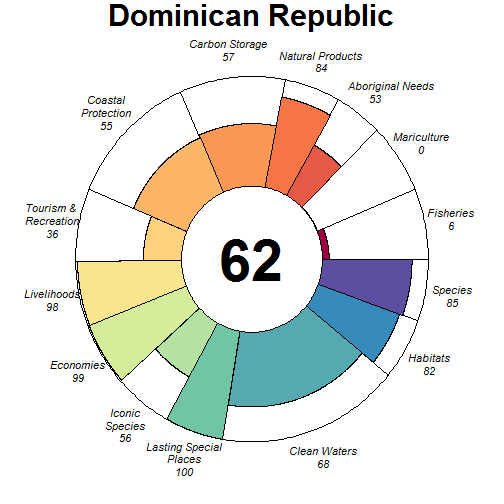 Dominican Republic
Carbon Storage
57
Natural Products
84
Aboriginal Needs
53
Mariculture
0
Fisheries
6
Species
85
Habitats
82
Clean Waters
68
Lasting Special
Places
100
Iconic
Species
56
Economies
99
Livelihoods
98
Tourism &
Recreation
36
Coastal
Protection
55
62